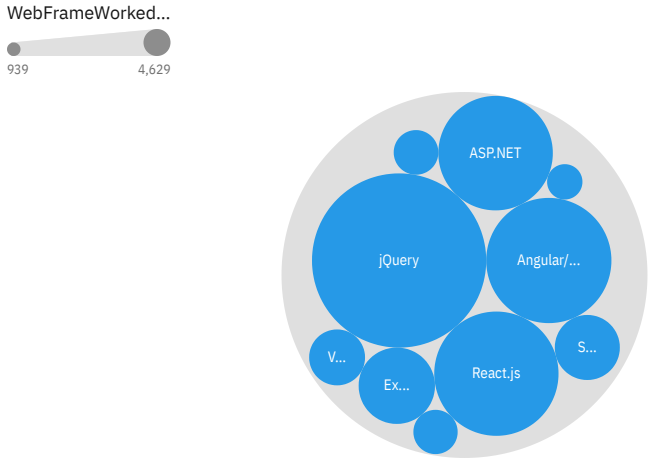 WebFrameWorked...
939
4,629
ASP.NET
jQuery
Angular/...
V...
S...
Ex...
React.js